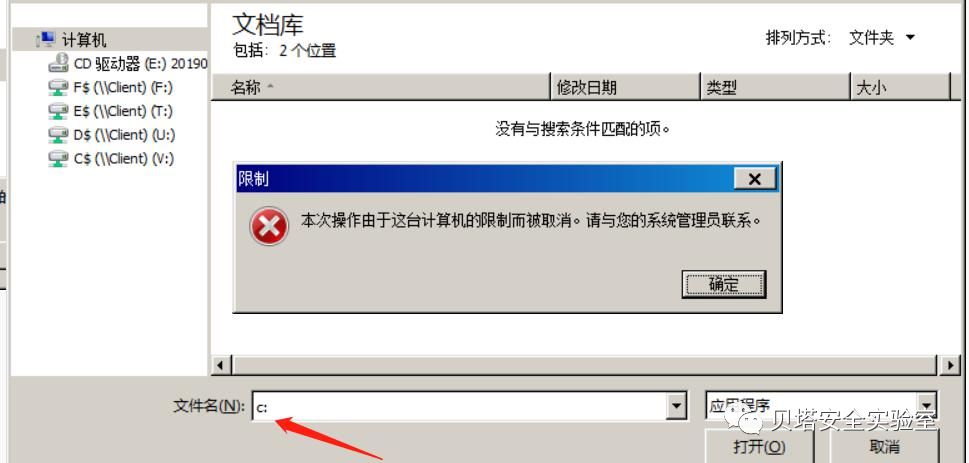 文档库
包括: 2 个位置
排列方式: 文件夹
计算机
CD 驱动器 (E:) 20190
F$ (\\Client) (F:)
E$ (\\Client) (T:)
D$ (\\Client) (U:)
C$ (\\Client) (V:)
名称 修改日期 类型 大小
没有与搜索条件匹配的项。
限制
本次操作由于这台计算机的限制而被取消。请与您的系统管理员联系。
确定
文件名(N): c:
应用程序
贝塔安全实验室
打开(O) 取消